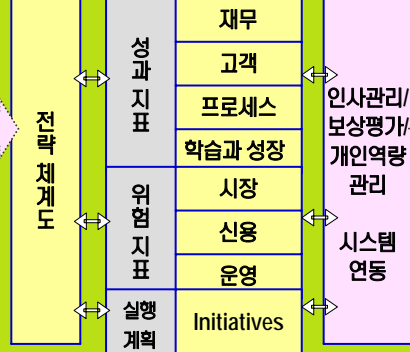 전략 체계도
성과 지표
재무
고객
프로세스
학습과 성장
위험 지표
시장
신용
운영
실행
계획
Initiatives
인사관리/
보상평가/
개인역량
관리
시스템
연동